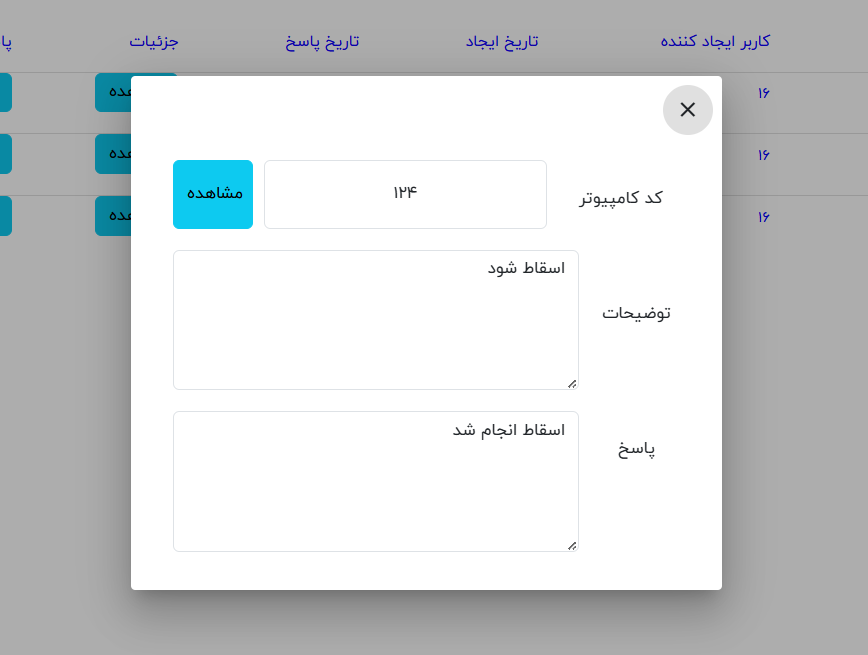 کاربر ایجاد کننده تاریخ ایجاد تاریخ پاسخ جزئیات
۱۶
۱۶
۱۶
کد کامپیوتر ۱۲۴ مشاهده
توضیحات
اسقاط شود
پاسخ
اسقاط انجام شد